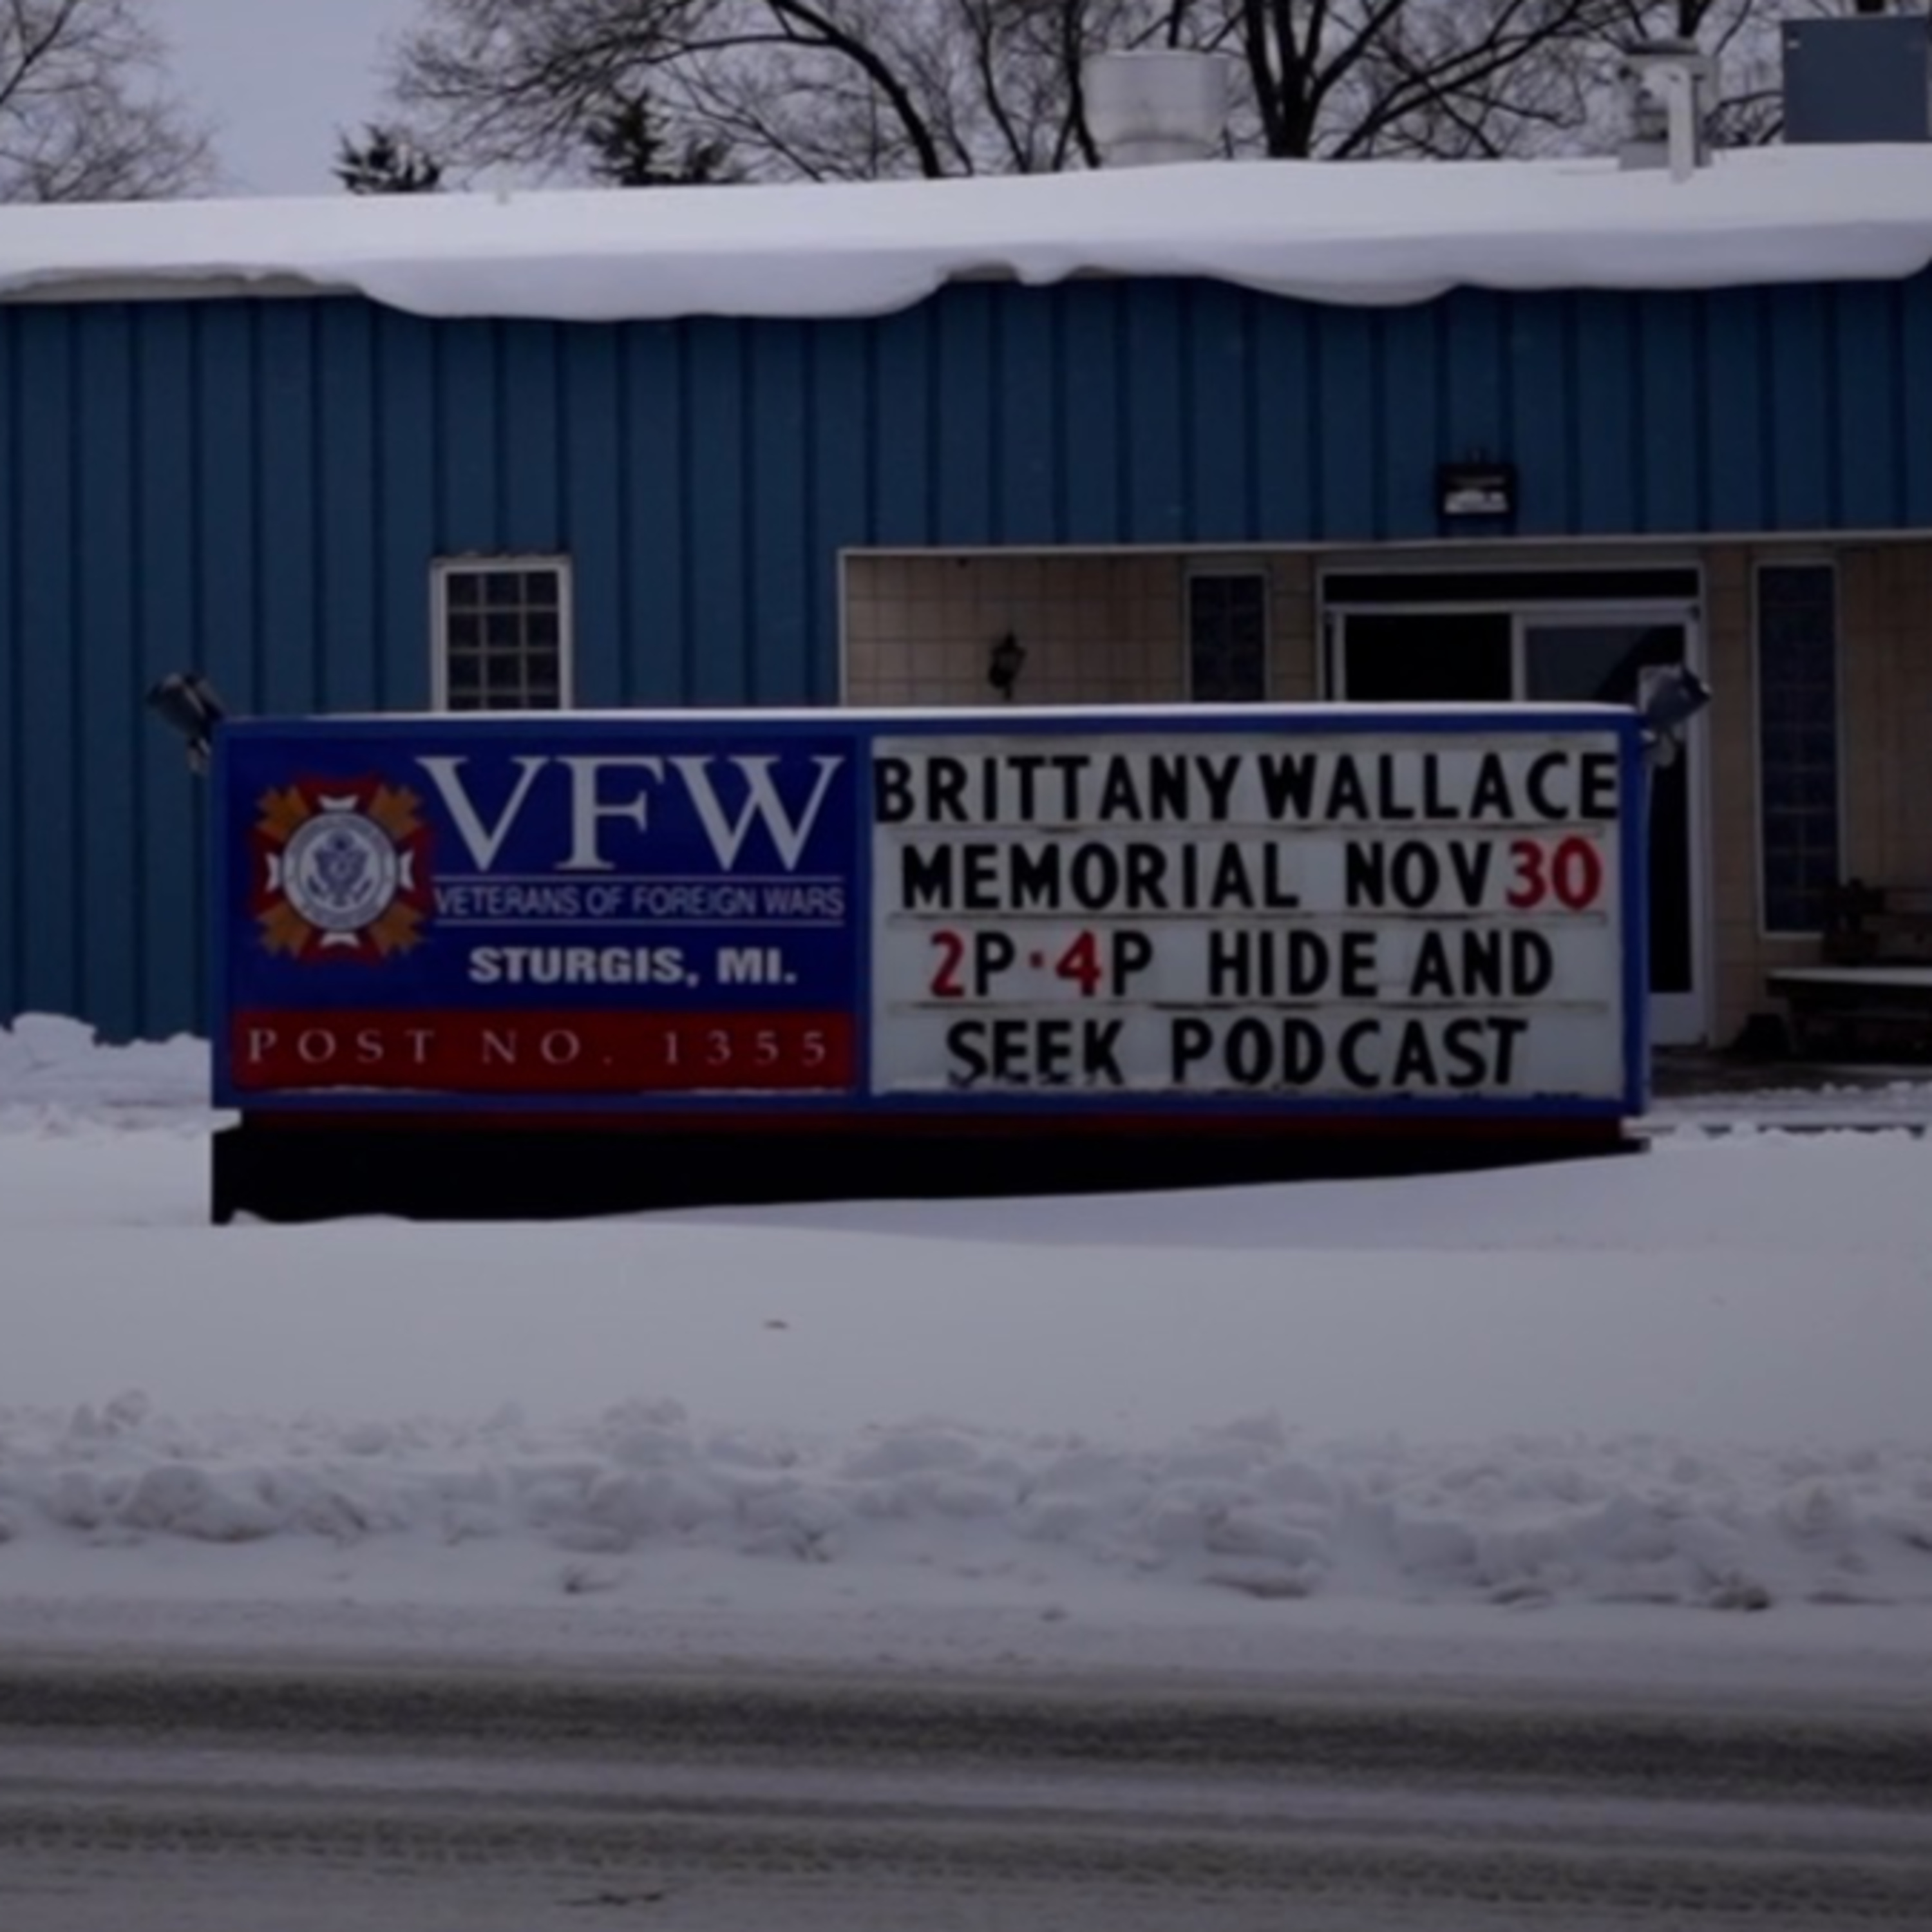 VFW
VETERANS OF FOREIGN WARS
STURGIS, MI.
POST NO. 1355
BRITTANY WALLACE
MEMORIAL NOV 30
2P·4P HIDE AND
SEEK PODCAST